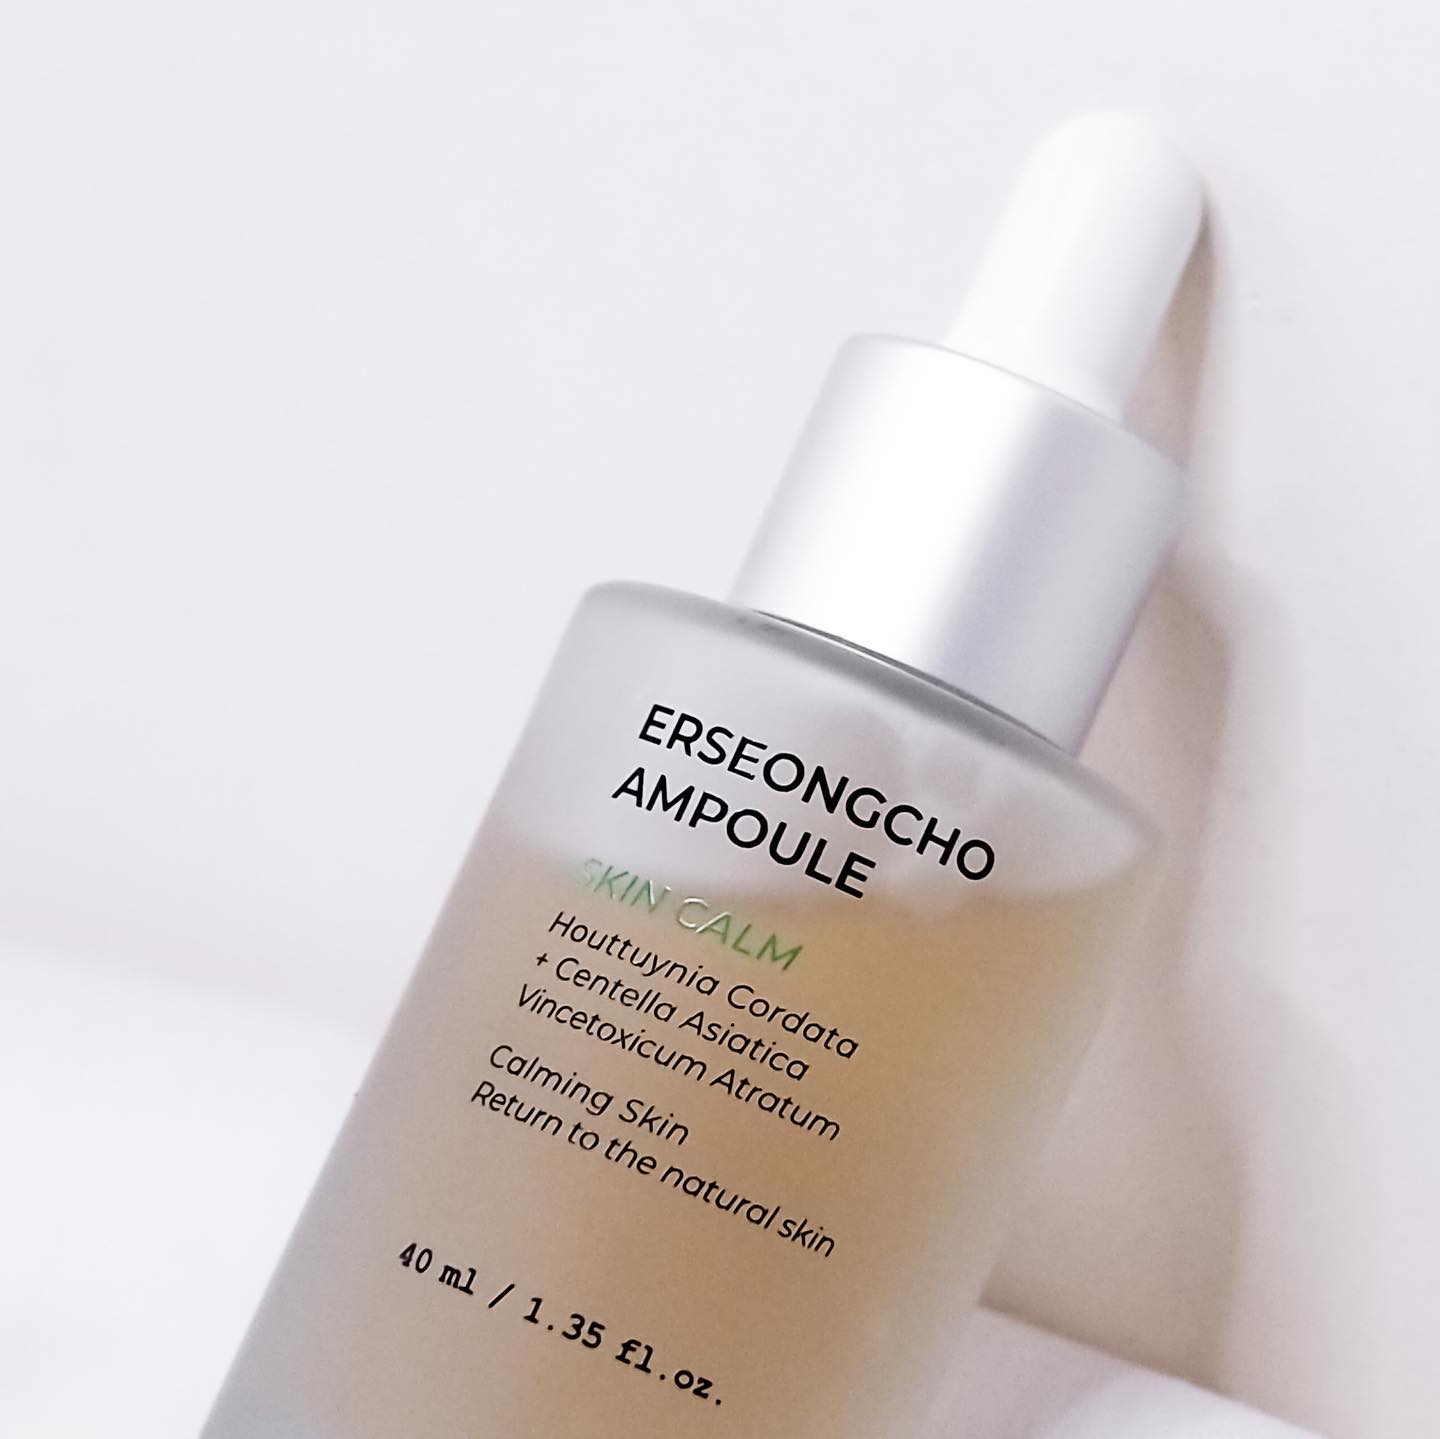 ERSEONGCHO
AMPOULE
SKIN CALM
Houttuynia Cordata
+ Centella Asiatica
Vincetoxicum Atratum
Calming Skin
Return to the natural skin
40 ml / 1.35 fl.oz.